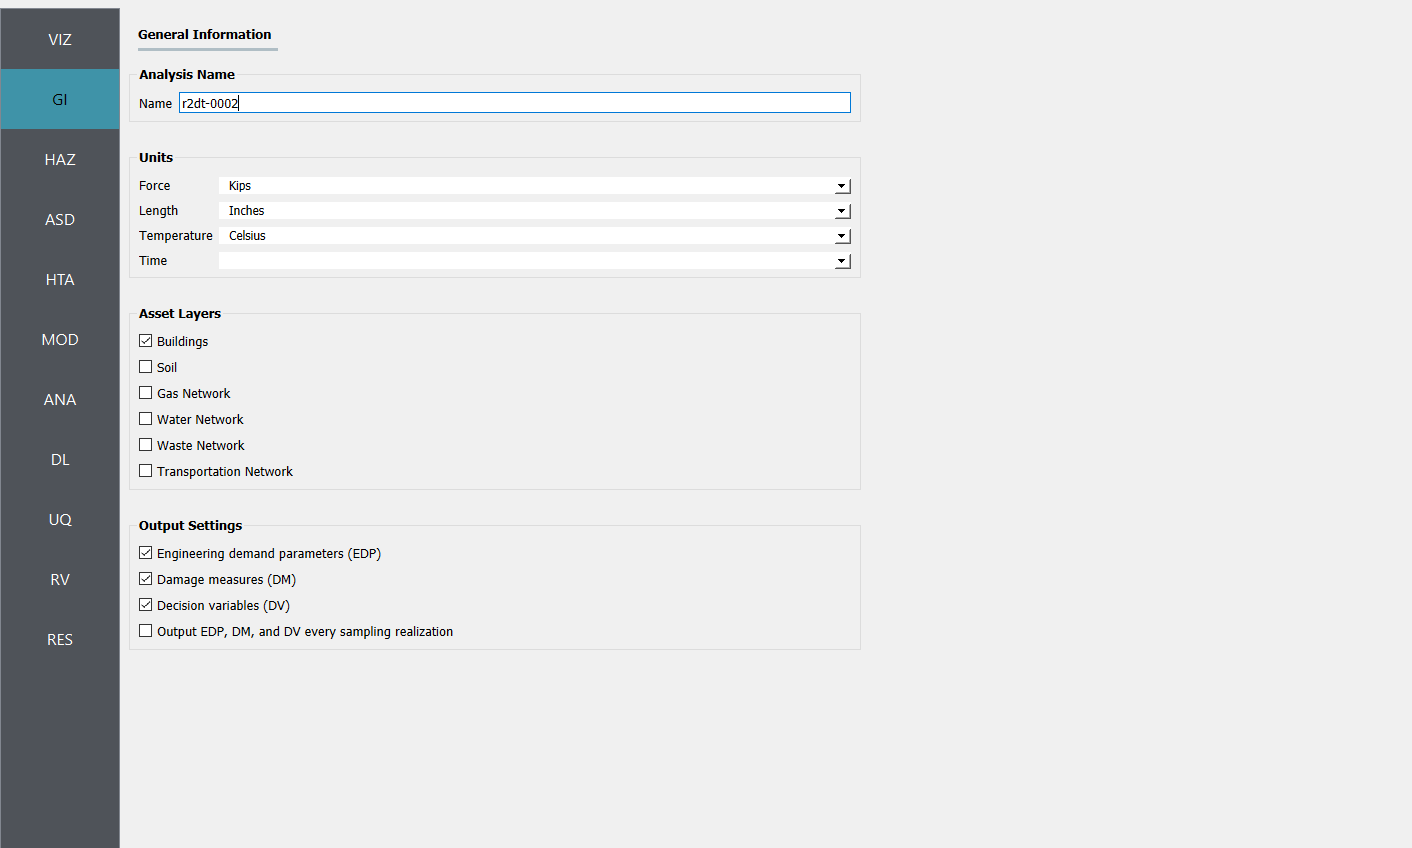 VIZ
GI
HAZ
ASD
HTA
MOD
ANA
DL
UQ
RV
RES
General Information
Analysis Name
Name r2dt-0002
Units
Force Kips
Length Inches
Temperature Celsius
Time
Asset Layers
Buildings
Soil
Gas Network
Water Network
Waste Network
Transportation Network
Output Settings
Engineering demand parameters (EDP)
Damage measures (DM)
Decision variables (DV)
Output EDP, DM, and DV every sampling realization